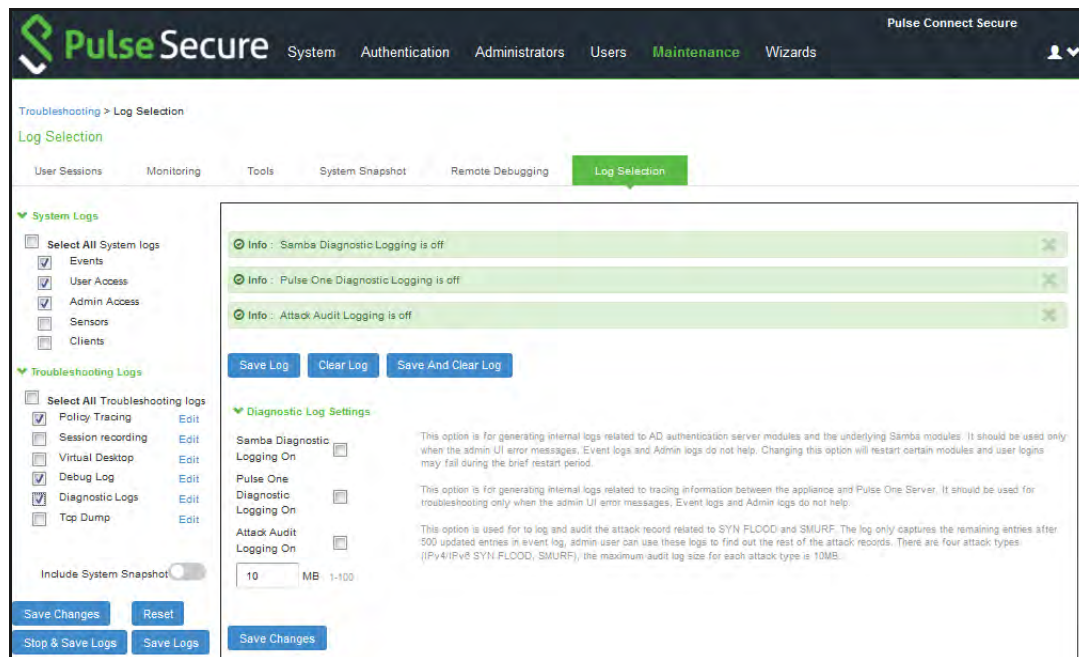 Pulse Connect Secure
Pulse Secure
System Authentication Administrators Users Maintenance Wizards
Troubleshooting > Log Selection
Log Selection
User Sessions Monitoring Tools System Snapshot Remote Debugging Log Selection
System Logs
Select All System logs
Events
User Access
Admin Access
Sensors
Clients
Troubleshooting Logs
Select All Troubleshooting logs
Policy Tracing Edit
Session recording Edit
Virtual Desktop Edit
Debug Log Edit
Diagnostic Logs Edit
Tcp Dump Edit
Include System Snapshot
Save Changes Reset
Stop & Save Logs Save Logs
Info : Samba Diagnostic Logging is off
Info : Pulse One Diagnostic Logging is off
Info : Attack Audit Logging is off
Save Log Clear Log Save And Clear Log
Diagnostic Log Settings
Samba Diagnostic
Logging On
This option is for generating internal logs related to AD authentication server modules and the underlying Samba modules. It should be used only
when the admin UI error messages, Event logs and Admin logs do not help. Changing this option will restart certain modules and user logins
may fail during the brief restart period.
Pulse One
Diagnostic
Logging On
This option is for generating internal logs related to tracing information between the appliance and Pulse One Server. It should be used for
troubleshooting only when the admin UI error messages, Event logs and Admin logs do not help.
Attack Audit
Logging On
This option is used for to log and audit the attack record related to SYN FLOOD and SMURF. The log only captures the remaining entries after
500 updated entries in event log, admin user can use these logs to find out the rest of the attack records. There are four attack types
(IPv4/IPv6 SYN FLOOD, SMURF), the maximum audit log size for each attack type is 10MB.
10 MB 1-100
Save Changes